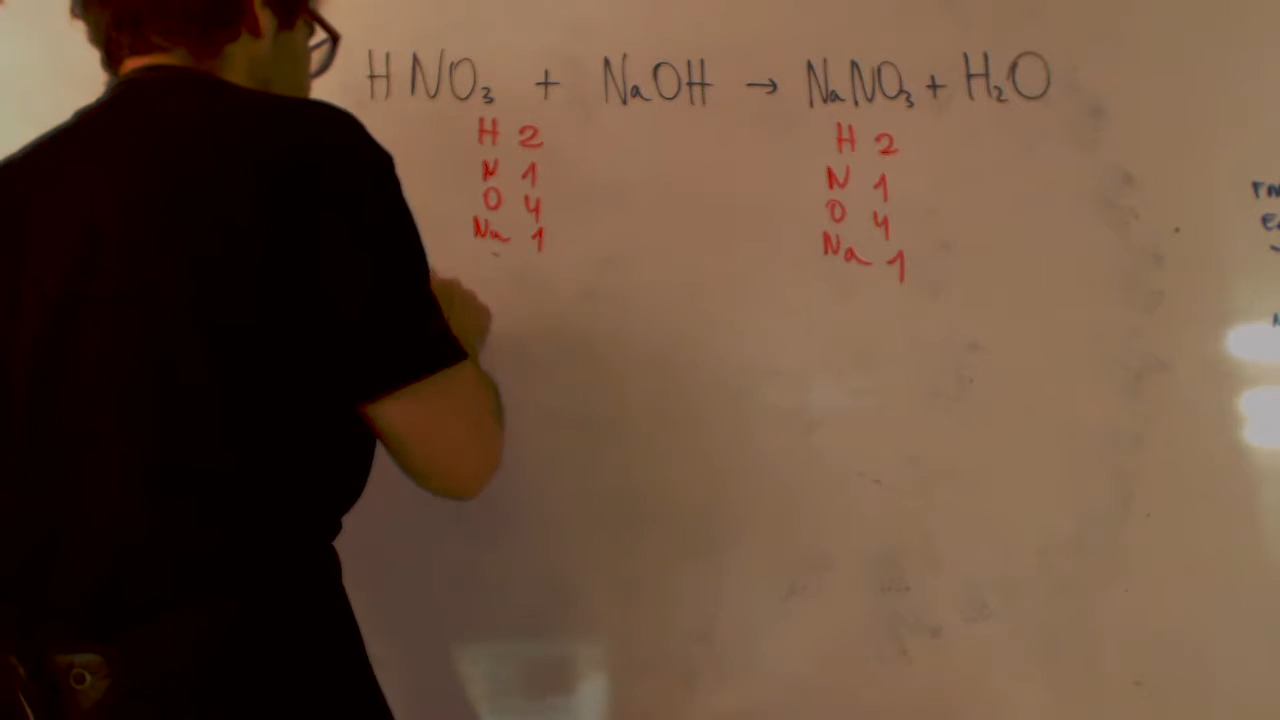 HNO₃ + NaOH → NaNO₃ + H₂O
H 2
N 1
O 4
Na 1
H 2
N 1
O 4
Na 1